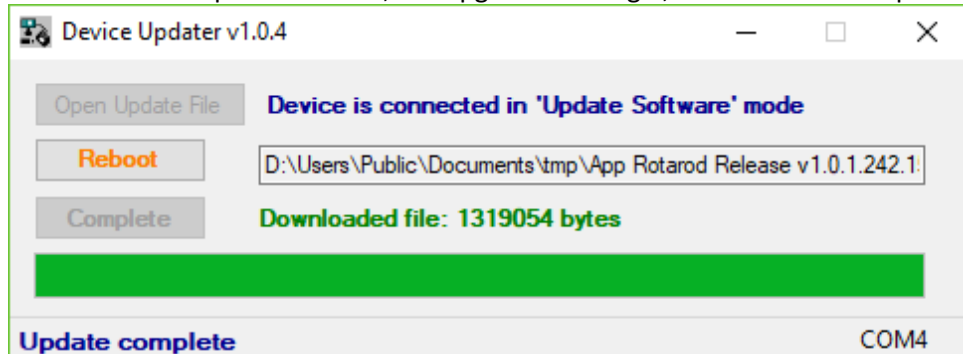 Device Updater v1.0.4
Open Update File Device is connected in 'Update Software' mode
Reboot D:\Users\Public\Documents\tmp\App Rotarod Release v1.0.1.242.1
Complete Downloaded file: 1319054 bytes
Update complete COM4